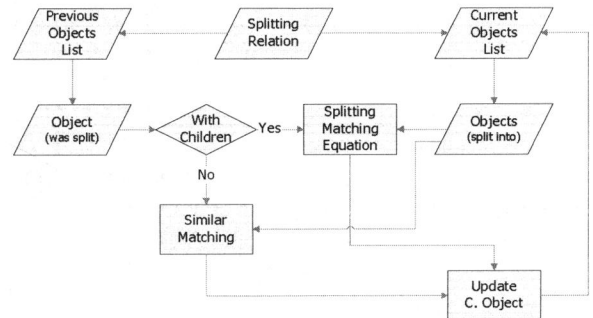 Previous
Objects
List
Splitting
Relation
Current
Objects
List
Object
(was split)
With
Children
Yes
Splitting
Matching
Equation
Objects
(split into)
No
Similar
Matching
Update
C. Object